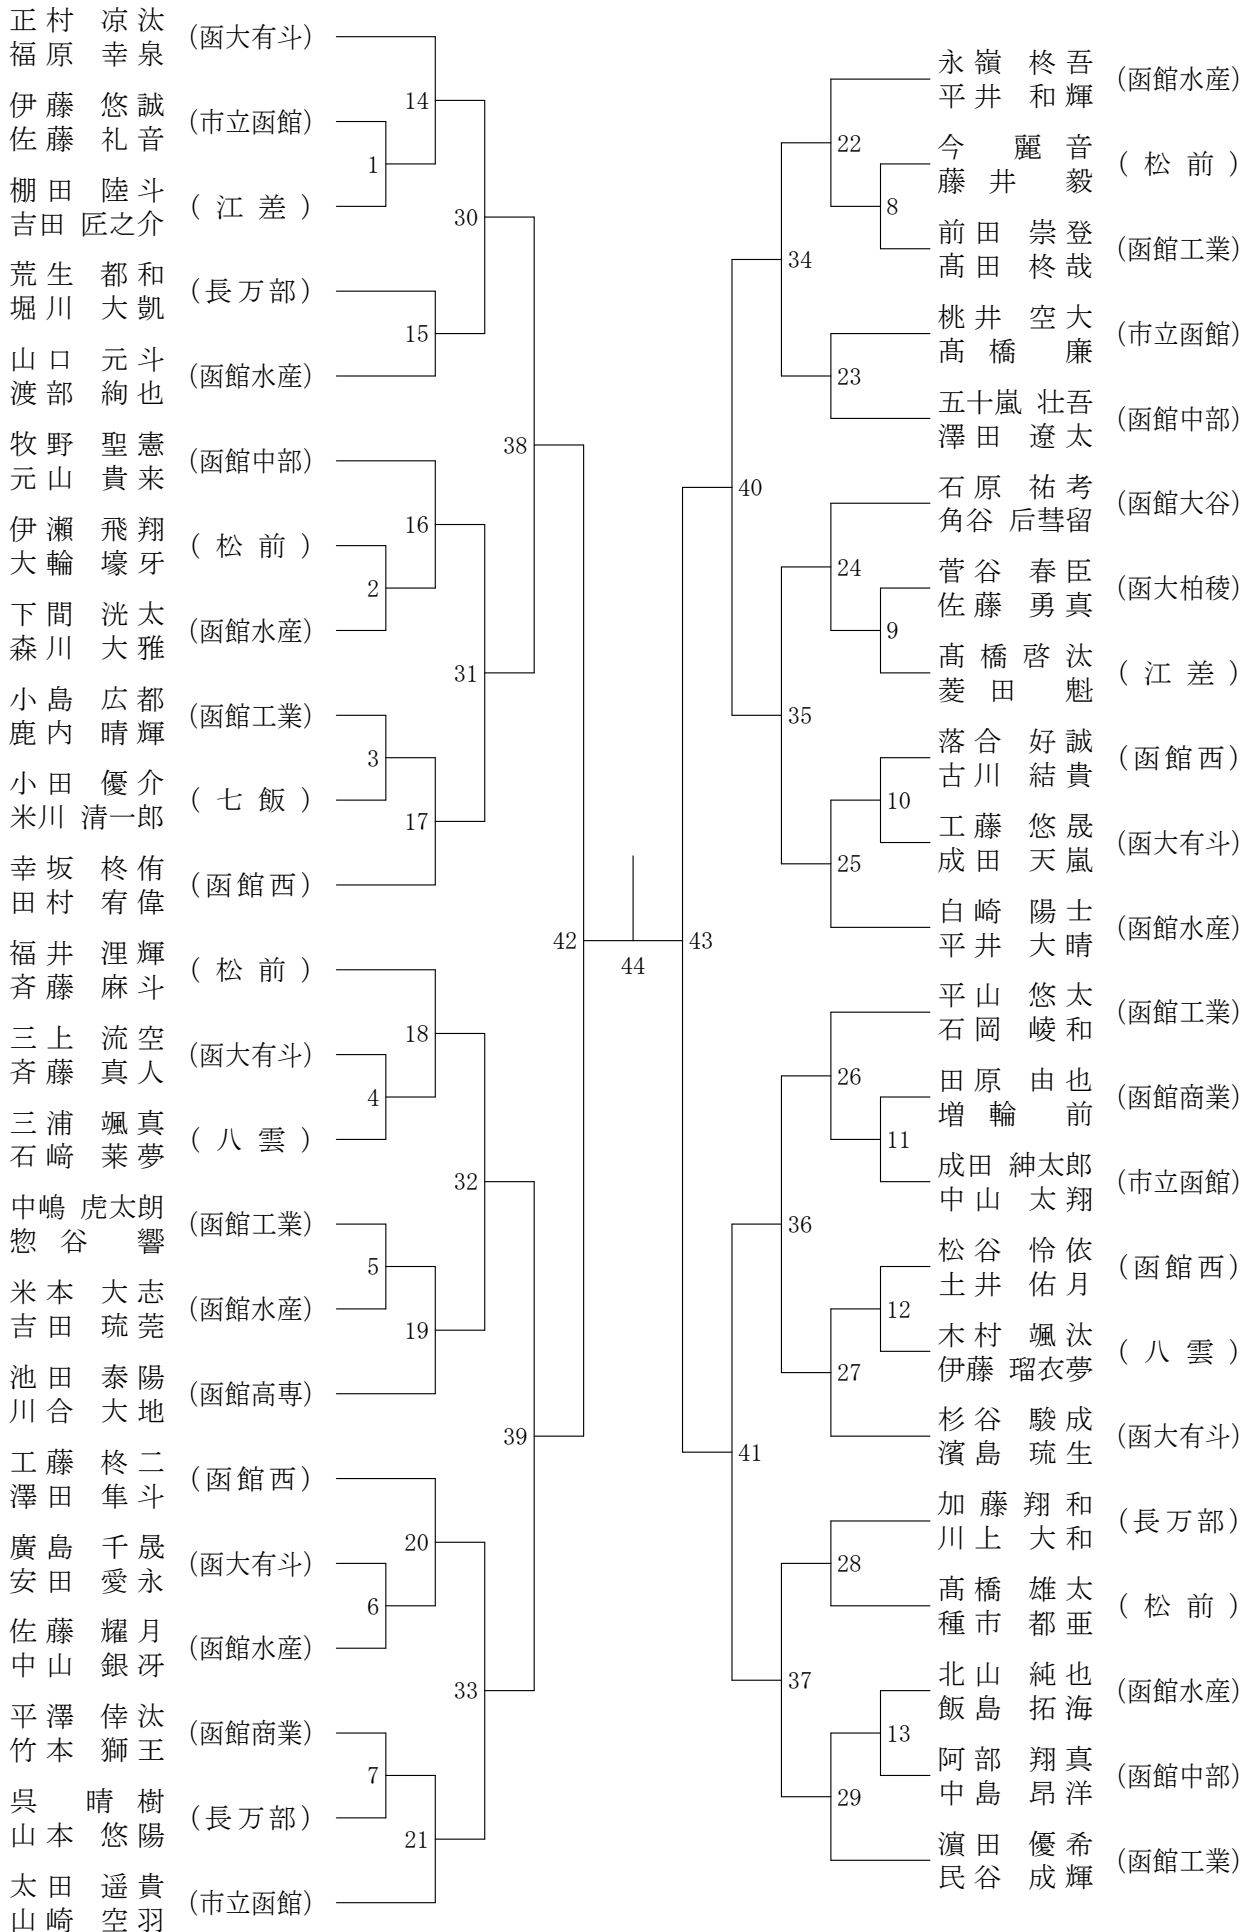 正村 凉汰
福原 幸泉
(函大有斗)
伊藤 悠誠
佐藤 礼音
(市立函館)
棚田 陸斗
吉田 匠之介
(江差)
荒生 都和
堀川 大凱
(長万部)
山口 元斗
渡部 絢也
(函館水産)
牧野 聖憲
元山 貴来
(函館中部)
伊瀬 飛翔
大輪 壕牙
(松前)
下間 洸太
森川 大雅
(函館水産)
小島 広都
鹿内 晴輝
(函館工業)
小田 優介
米川 清一郎
(七飯)
幸坂 柊侑
田村 宥偉
(函館西)
福井 浬輝
斉藤 麻斗
(松前)
三上 流空
斉藤 真人
(函大有斗)
三浦 颯真
石﨑 莱夢
(八雲)
中嶋 虎太朗
惣谷 響
(函館工業)
米本 大志
吉田 琉莞
(函館水産)
池田 泰陽
川合 大地
(函館高専)
工藤 柊二
澤田 隼斗
(函館西)
廣島 千晟
安田 愛永
(函大有斗)
佐藤 耀月
中山 銀冴
(函館水産)
平澤 倖汰
竹本 獅王
(函館商業)
呉 晴樹
山本 悠陽
(長万部)
太田 遥貴
山崎 空羽
(市立函館)
1
2
3
4
5
6
7
14
15
16
17
18
19
20
21
30
31
32
33
38
39
42
44
43
40
41
34
35
36
37
22
23
24
25
26
27
28
29
8
9
10
11
12
13
永嶺 柊吾
平井 和輝
(函館水産)
今 麗音
藤井 毅
(松前)
前田 崇登
髙田 柊哉
(函館工業)
桃井 空大
髙橋 廉
(市立函館)
五十嵐 壮吾
澤田 遼太
(函館中部)
石原 祐考
角谷 后彗留
(函館大谷)
菅谷 春臣
佐藤 勇真
(函大柏稜)
髙橋 啓汰
菱田 魁
(江差)
落合 好誠
古川 結貴
(函館西)
工藤 悠晟
成田 天嵐
(函大有斗)
白崎 陽士
平井 大晴
(函館水産)
平山 悠太
石岡 崚和
(函館工業)
田原 由也
増輪 前
(函館商業)
成田 紳太郎
中山 太翔
(市立函館)
松谷 怜依
土井 佑月
(函館西)
木村 颯汰
伊藤 瑠衣夢
(八雲)
杉谷 駿成
濱島 琉生
(函大有斗)
加藤 翔和
川上 大和
(長万部)
髙橋 雄太
種市 都亜
(松前)
北山 純也
飯島 拓海
(函館水産)
阿部 翔真
中島 昂洋
(函館中部)
濵田 優希
民谷 成輝
(函館工業)